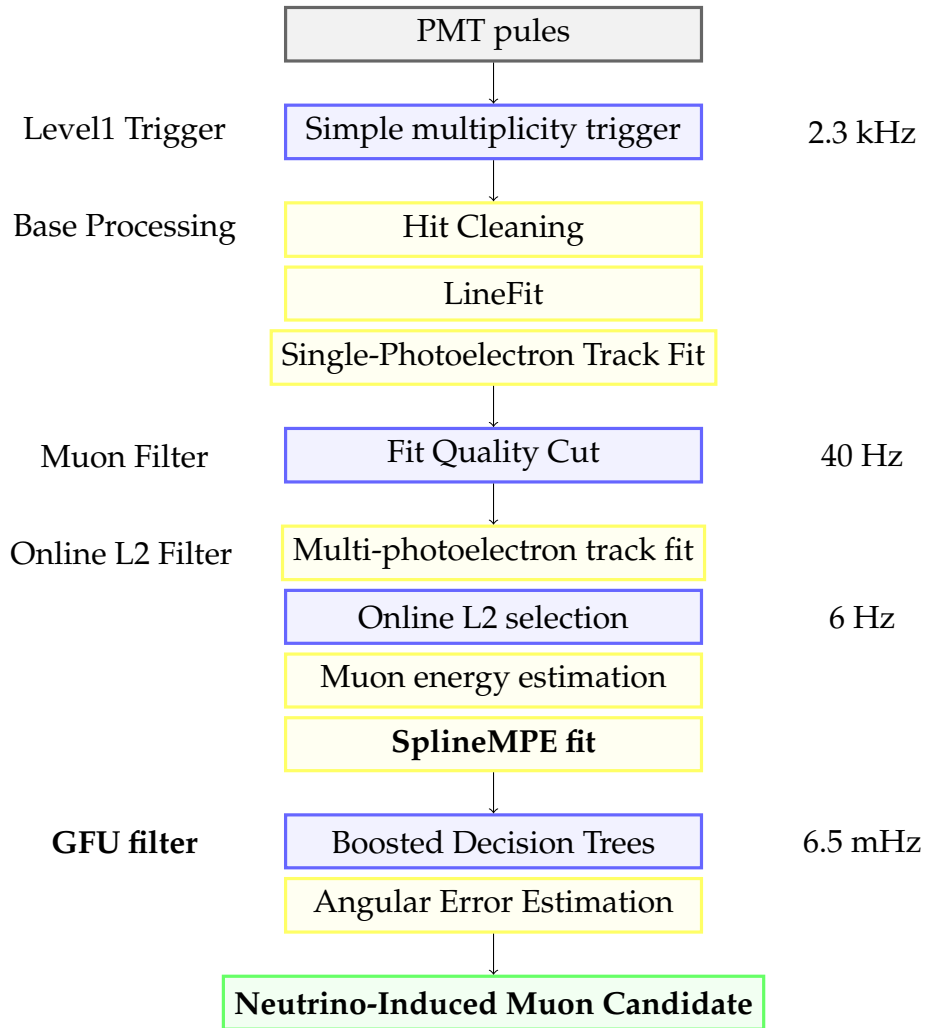 PMT pules
Level1 Trigger Simple multiplicity trigger 2.3 kHz
Base Processing Hit Cleaning
LineFit
Single-Photoelectron Track Fit
Muon Filter Fit Quality Cut 40 Hz
Online L2 Filter Multi-photoelectron track fit
Online L2 selection 6 Hz
Muon energy estimation
SplineMPE fit
GFU filter Boosted Decision Trees 6.5 mHz
Angular Error Estimation
Neutrino-Induced Muon Candidate